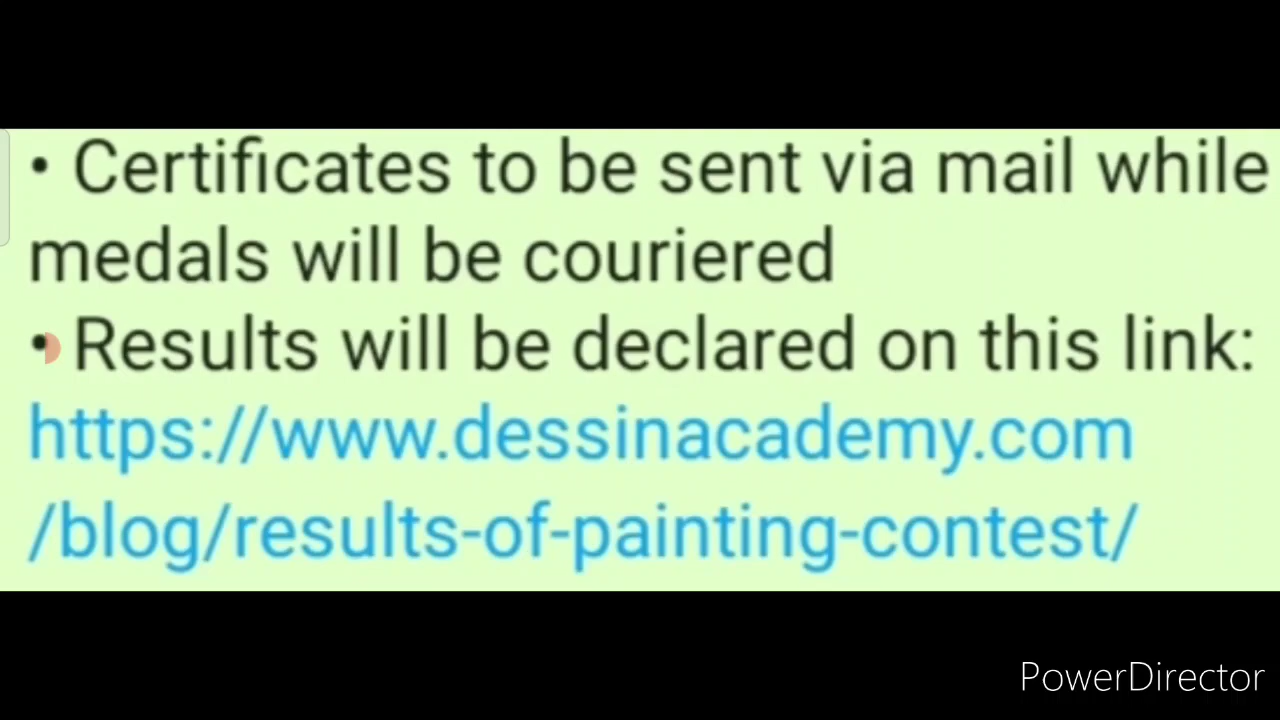 • Certificates to be sent via mail while
medals will be couriered
• Results will be declared on this link:
https://www.dessinacademy.com
/blog/results-of-painting-contest/
PowerDirector